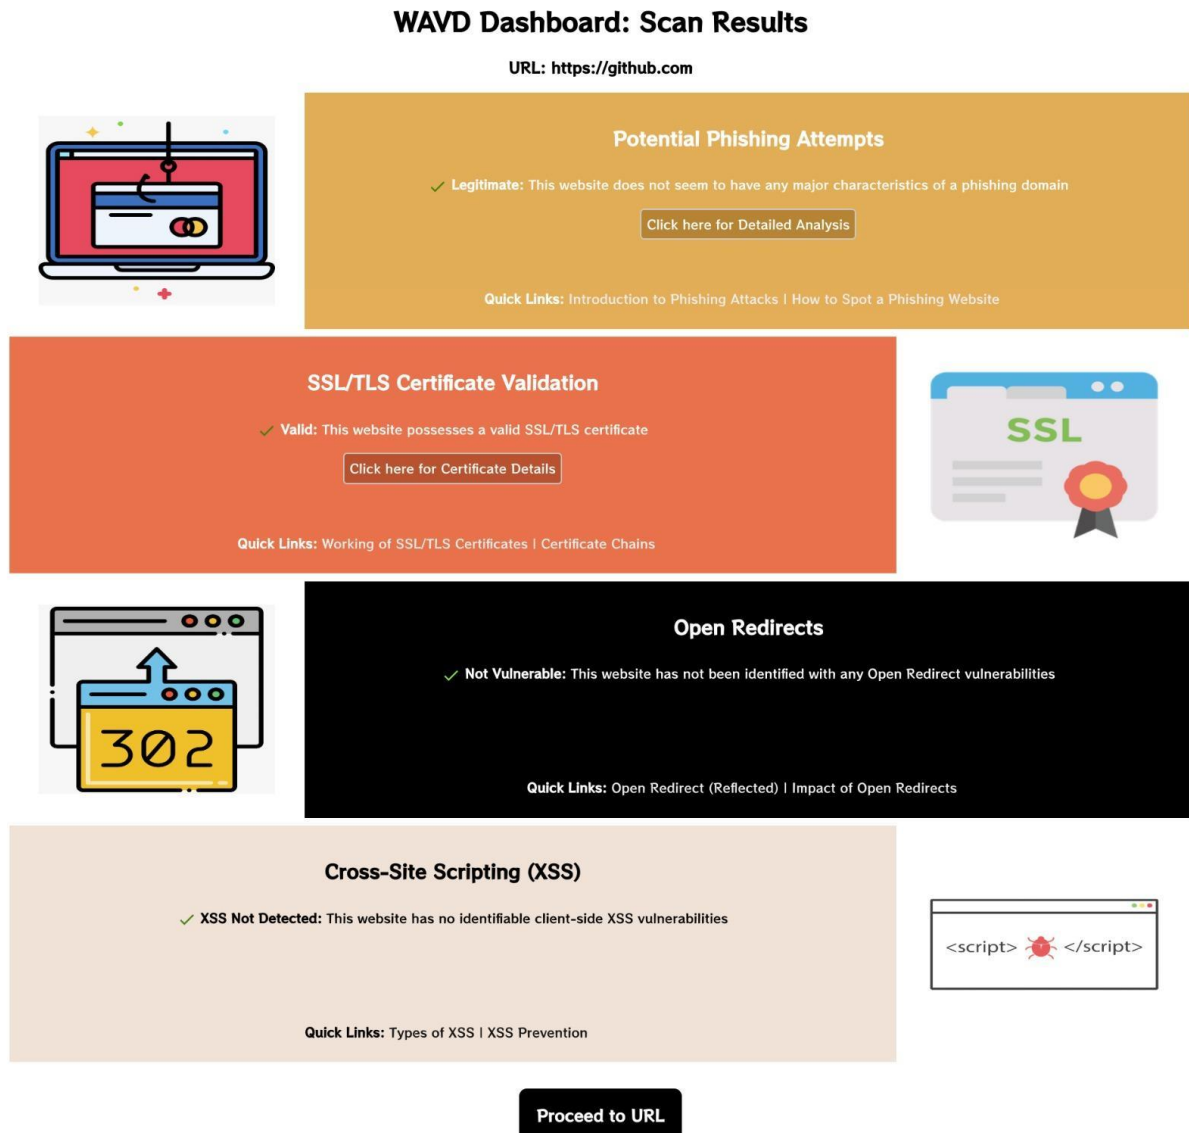 WAVD Dashboard: Scan Results
URL: https://github.com
Potential Phishing Attempts
✓ Legitimate: This website does not seem to have any major characteristics of a phishing domain
Click here for Detailed Analysis
Quick Links: Introduction to Phishing Attacks | How to Spot a Phishing Website
SSL/TLS Certificate Validation
✓ Valid: This website possesses a valid SSL/TLS certificate
Click here for Certificate Details
Quick Links: Working of SSL/TLS Certificates | Certificate Chains
SSL
302
Open Redirects
✓ Not Vulnerable: This website has not been identified with any Open Redirect vulnerabilities
Quick Links: Open Redirect (Reflected) | Impact of Open Redirects
Cross-Site Scripting (XSS)
✓ XSS Not Detected: This website has no identifiable client-side XSS vulnerabilities
Quick Links: Types of XSS | XSS Prevention
<script> </script>
Proceed to URL